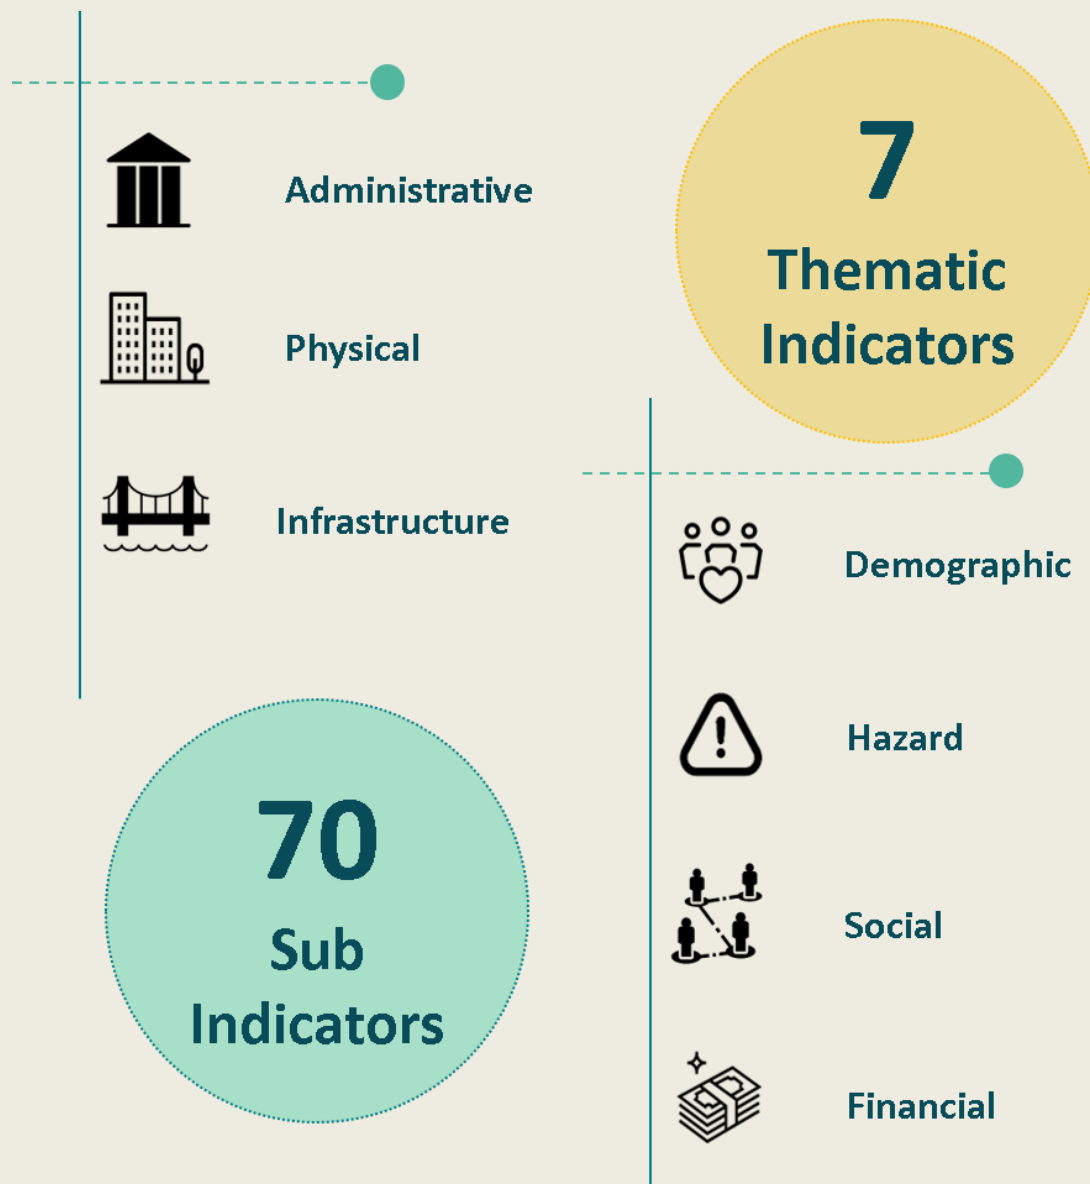 7
Thematic
Indicators
Administrative
Physical
Infrastructure
Demographic
Hazard
Social
Financial
70
Sub
Indicators